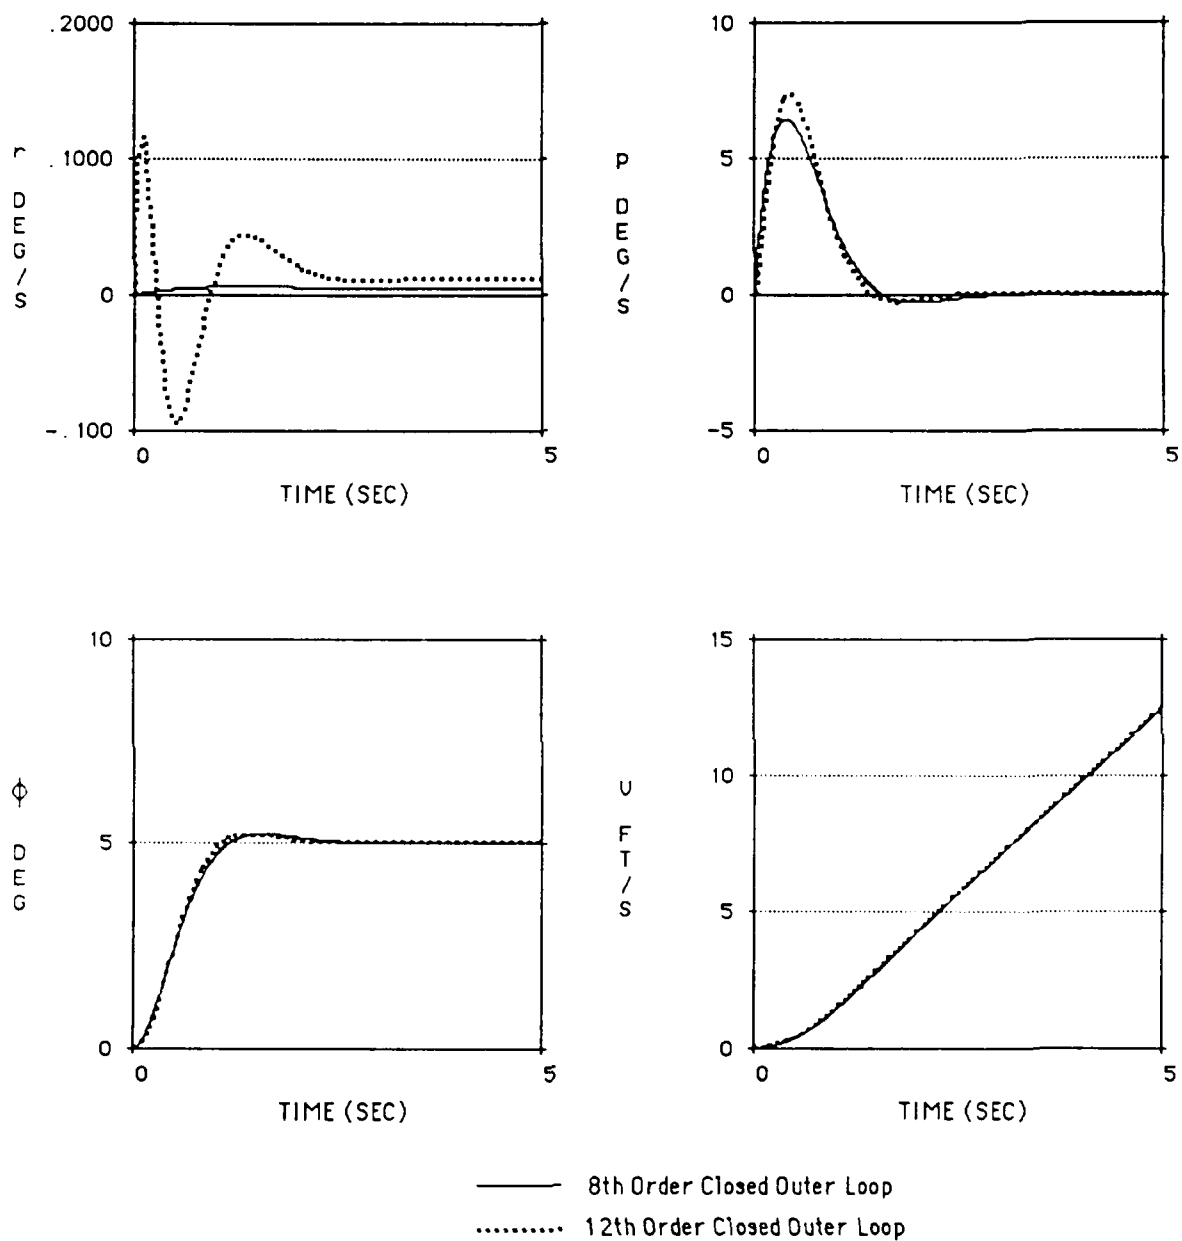 .2000
.1000
0
-.100
r DEG/S
0 5
TIME (SEC)
10
5
0
-5
p DEG/S
0 5
TIME (SEC)
10
5
0
ϕ DEG
0 5
TIME (SEC)
15
10
5
0
υ FT/S
0 5
TIME (SEC)
8th Order Closed Outer Loop
12th Order Closed Outer Loop